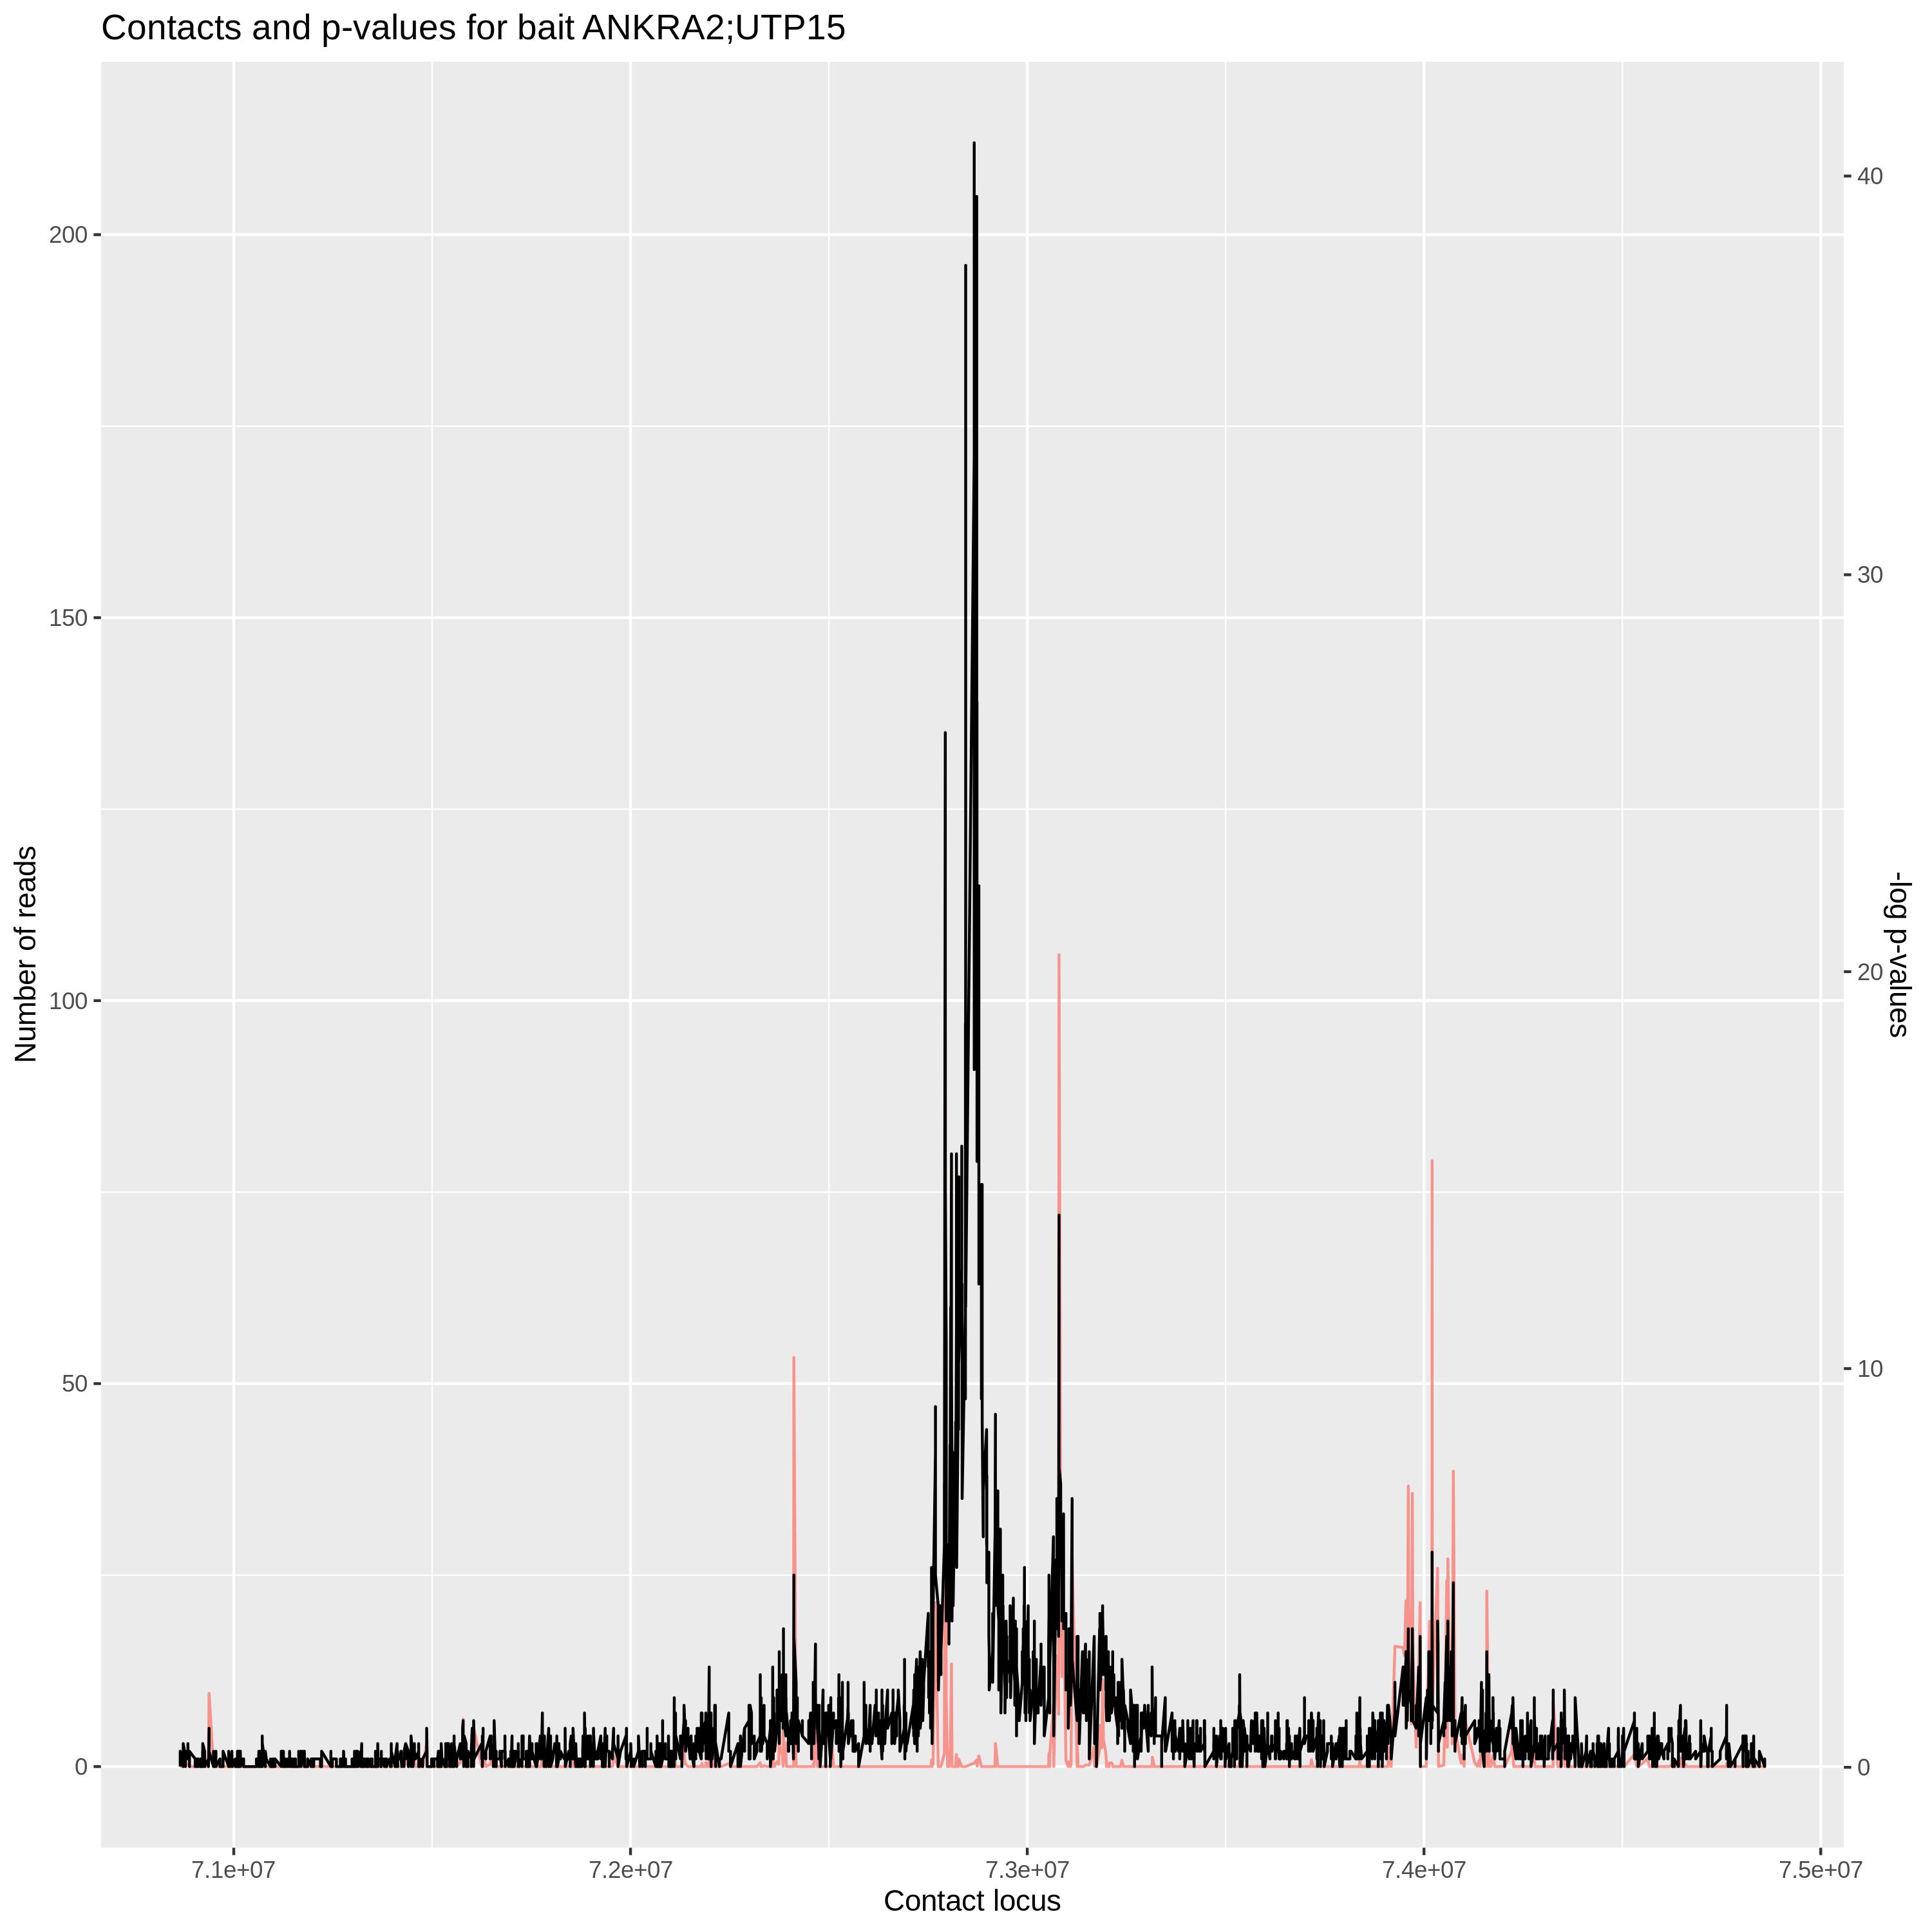 Contacts and p-values for bait ANKRA2;UTP15
200
150
100
50
0
Number of reads
40
30
20
10
0
-log p-values
7.1e+07
7.2e+07
7.3e+07
7.4e+07
7.5e+07
Contact locus